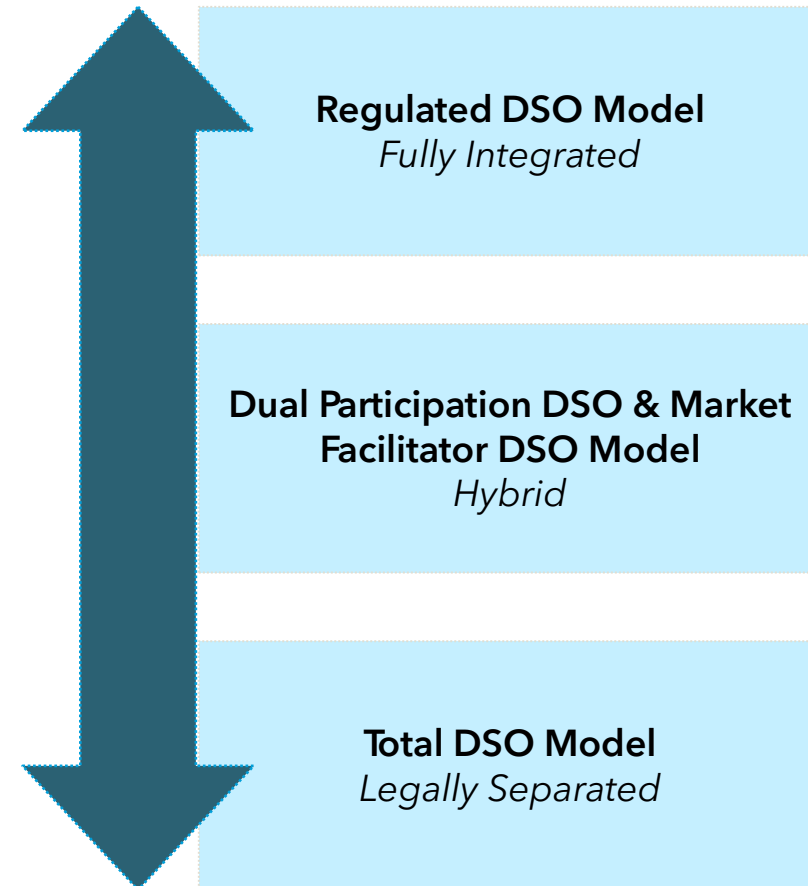 Regulated DSO Model
Fully Integrated
Dual Participation DSO & Market
Facilitator DSO Model
Hybrid
Total DSO Model
Legally Separated